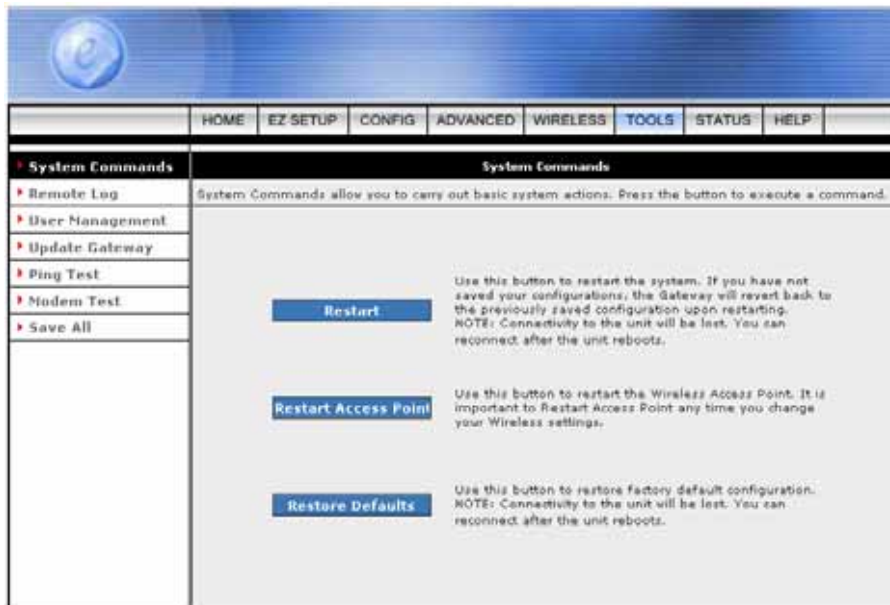 HOME EZ SETUP CONFIG ADVANCED WIRELESS TOOLS STATUS HELP
System Commands
Remote Log
User Management
Update Gateway
Ping Test
Modem Test
Save All
System Commands
System Commands allow you to carry out basic system actions. Press the button to execute a command.
Restart
Use this button to restart the system. If you have not
saved your configurations, the Gateway will revert back to
the previously saved configuration upon restarting.
NOTE: Connectivity to the unit will be lost. You can
reconnect after the unit reboots.
Restart Access Point
Use this button to restart the Wireless Access Point. It is
important to Restart Access Point any time you change
your Wireless settings.
Restore Defaults
Use this button to restore factory default configuration.
NOTE: Connectivity to the unit will be lost. You can
reconnect after the unit reboots.